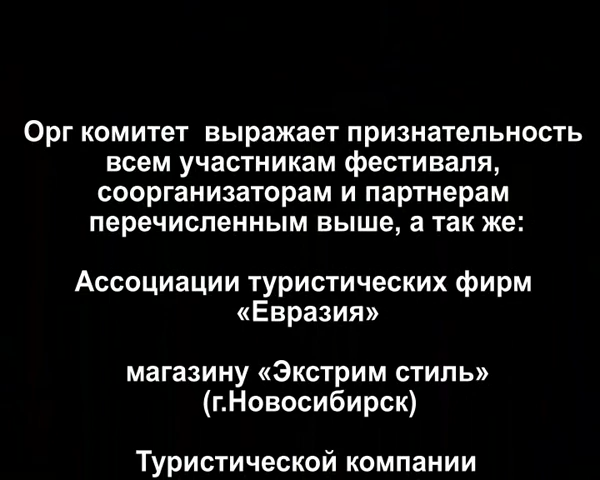 Орг комитет  выражает признательность
всем участникам фестиваля,
соорганизаторам и партнерам
перечисленным выше, а так же:
Ассоциации туристических фирм
«Евразия»
магазину «Экстрим стиль»
(г.Новосибирск)
Туристической компании